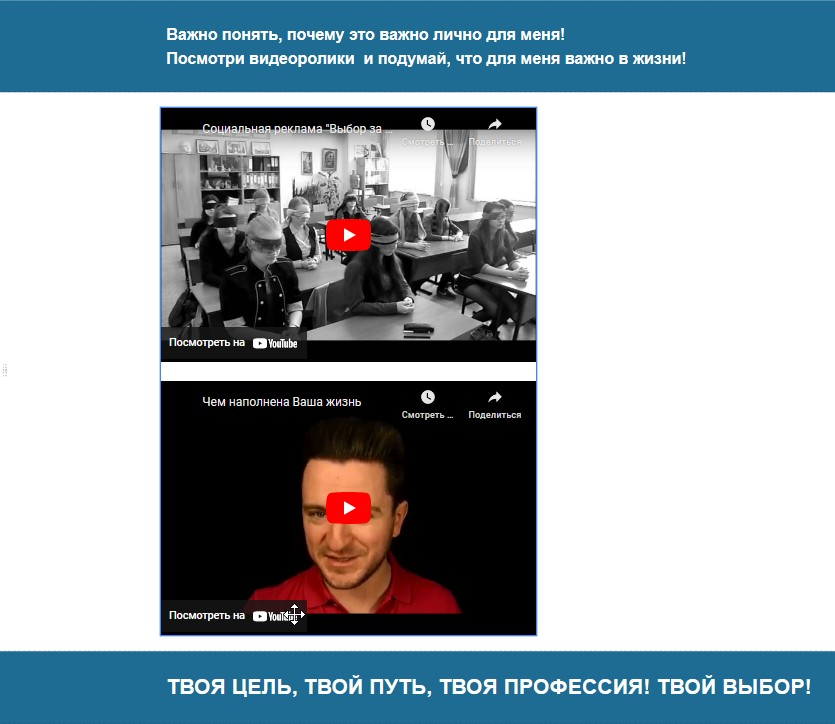 Важно понять, почему это важно лично для меня!
Посмотри видеоролики и подумай, что для меня важно в жизни!
Социальная реклама "Выбор за ...
Смотреть ...
Поделиться
Посмотреть на YouTube
Чем наполнена Ваша жизнь
Смотреть ...
Поделиться
Посмотреть на YouTube
ТВОЯ ЦЕЛЬ, ТВОЙ ПУТЬ, ТВОЯ ПРОФЕССИЯ! ТВОЙ ВЫБОР!